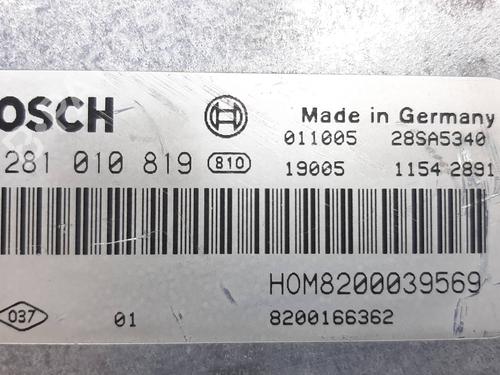 OSCH
Made in Germany
011005 28SA5340
281 010 819 810
19005 1154 2891
HOM8200039569
037 01 8200166362